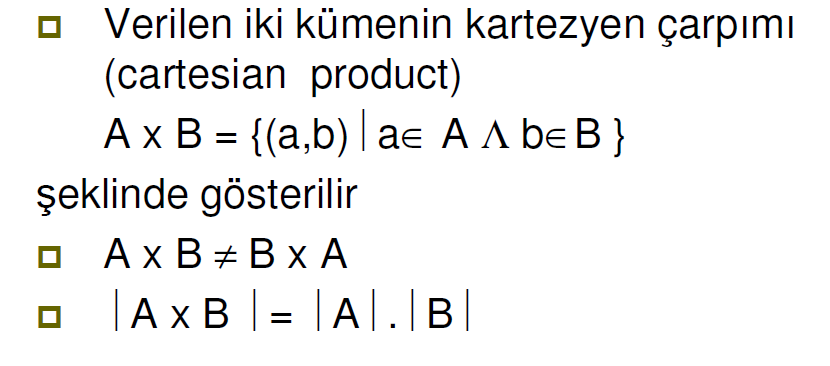 Verilen iki kümenin kartezyen çarpımı
(cartesian product)
A x B = {(a,b) | a∈ A Λ b∈ B }
şeklinde gösterilir
A x B ≠ B x A
| A x B | = | A | . | B |